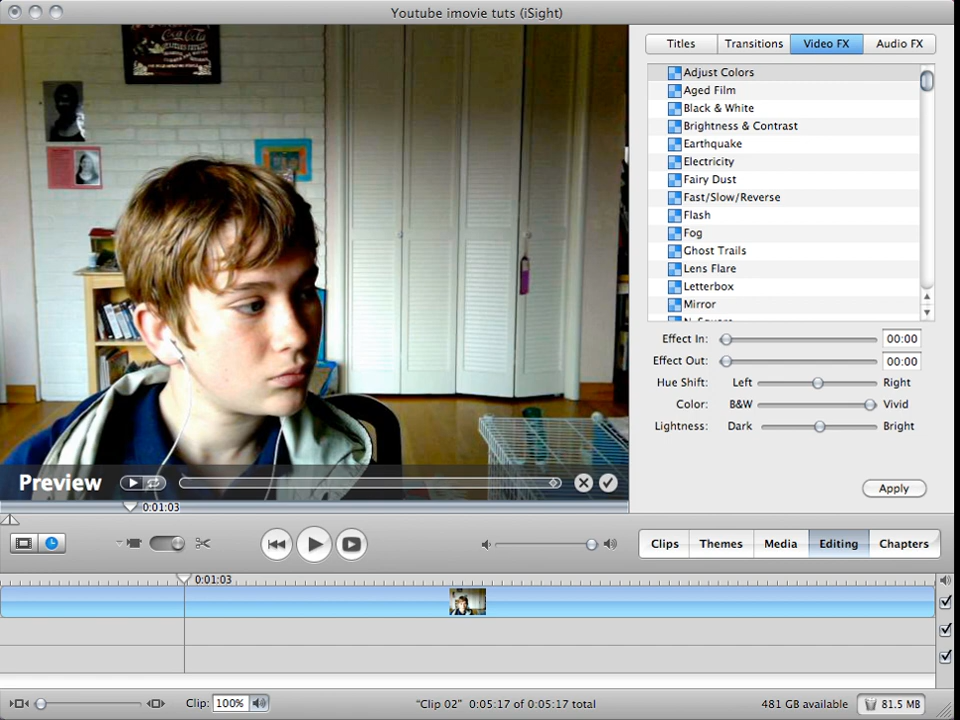 Youtube imovie tuts (iSight)
Coca-Cola
Titles Transitions Video FX Audio FX
Adjust Colors
Aged Film
Black & White
Brightness & Contrast
Earthquake
Electricity
Fairy Dust
Fast/Slow/Reverse
Flash
Fog
Ghost Trails
Lens Flare
Letterbox
Mirror
N-Square
Effect In: 00:00
Effect Out: 00:00
Hue Shift: Left Right
Color: B&W Vivid
Lightness: Dark Bright
Preview
Apply
0:01:03
Clips Themes Media Editing Chapters
0:01:03
Clip: 100% "Clip 02" 0:05:17 of 0:05:17 total 481 GB available 81.5 MB